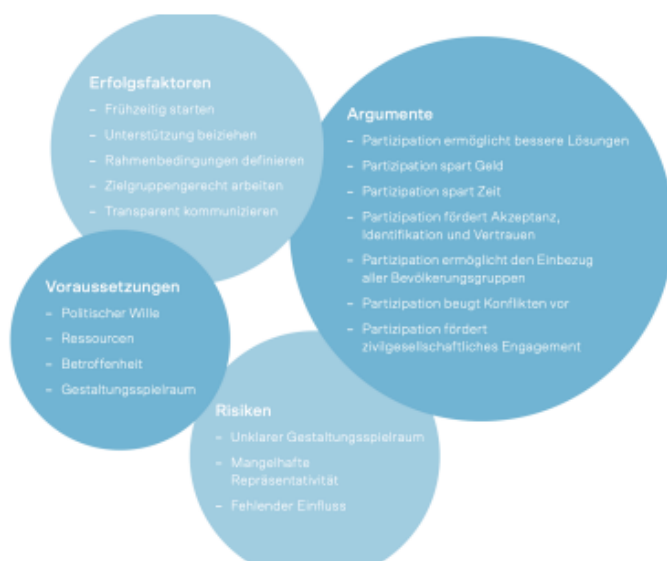 Erfolgsfaktoren
– Frühzeitig starten
– Unterstützung beiziehen
– Rahmenbedingungen definieren
– Zielgruppengerecht arbeiten
– Transparent kommunizieren
Argumente
– Partizipation ermöglicht bessere Lösungen
– Partizipation spart Geld
– Partizipation spart Zeit
– Partizipation fördert Akzeptanz,
Identifikation und Vertrauen
– Partizipation ermöglicht den Einbezug
aller Bevölkerungsgruppen
– Partizipation beugt Konflikten vor
– Partizipation fördert
zivilgesellschaftliches Engagement
Voraussetzungen
– Politischer Wille
– Ressourcen
– Betroffenheit
– Gestaltungsspielraum
Risiken
– Unklarer Gestaltungsspielraum
– Mangelhafte
Repräsentativität
– Fehlender Einfluss